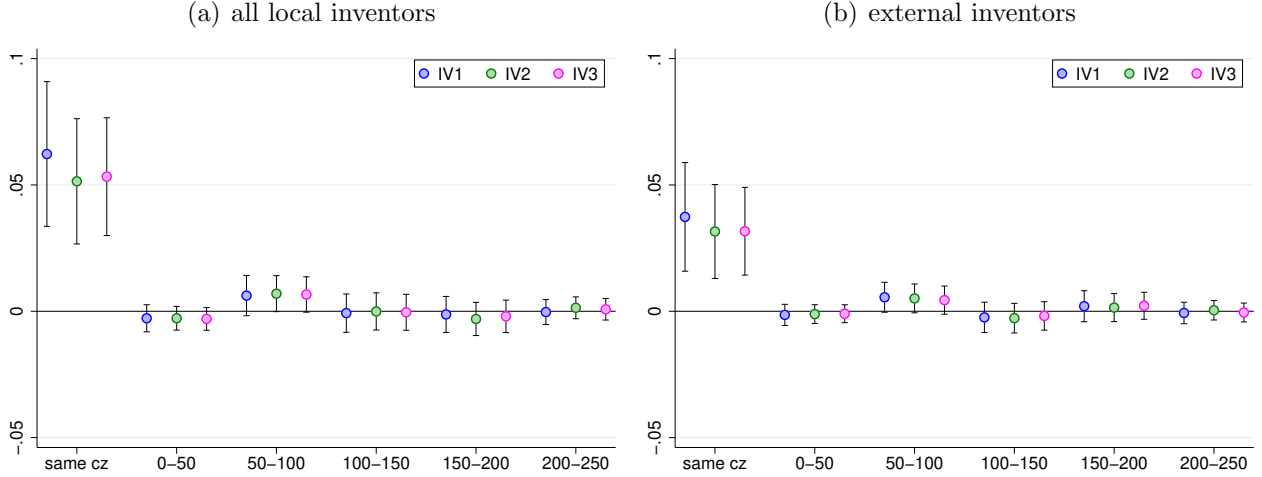 (a) all local inventors
.1
.05
0
−.05
IV1 IV2 IV3
same cz 0−50 50−100 100−150 150−200 200−250
(b) external inventors
.1
.05
0
−.05
IV1 IV2 IV3
same cz 0−50 50−100 100−150 150−200 200−250